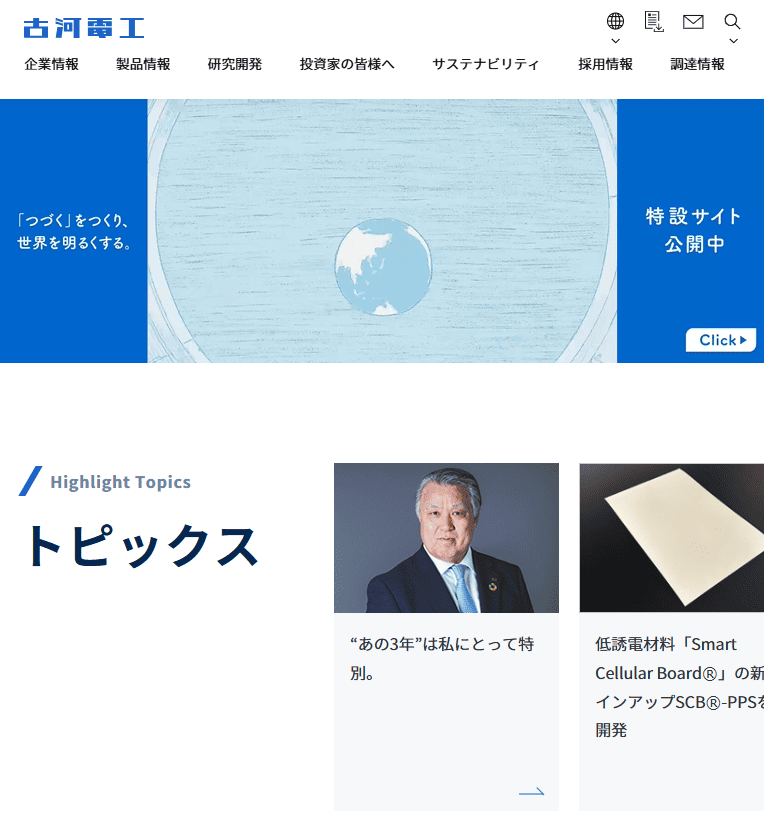 古河電工
企業情報
製品情報
研究開発
投資家の皆様へ
サステナビリティ
採用情報
調達情報
「つづく」をつくり、
世界を明るくする。
特設サイト
公開中
Click
Highlight Topics
トピックス
“あの3年”は私にとって特
別。
低誘電材料「Smart
Cellular Board®」の新
インアップSCB®-PPSを
開発